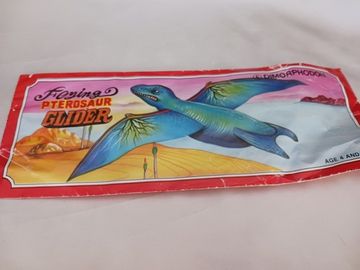 Flying
PTEROSAUR
GLIDER
DIMORPHODON
AGE 4 AND